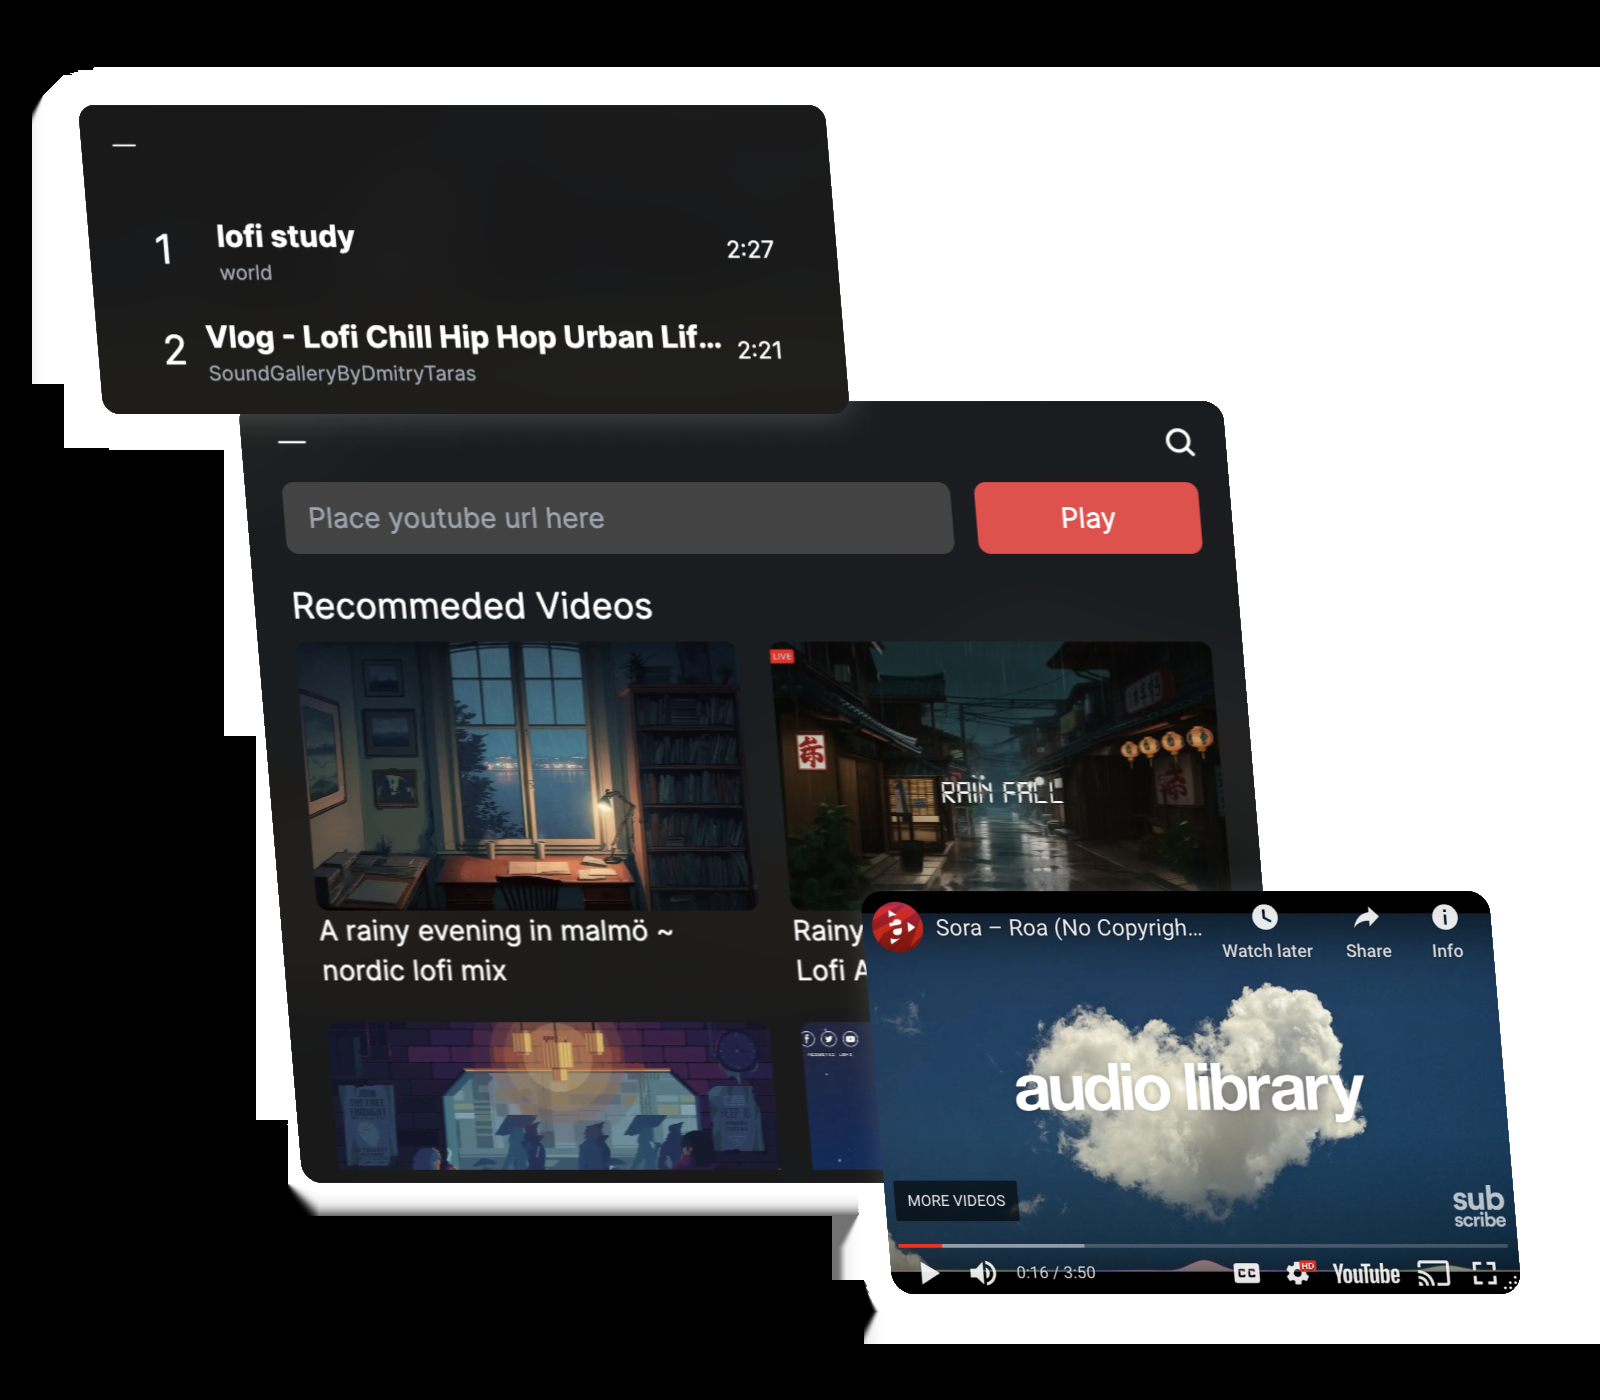 1
lofi study
world
2:27
2
Vlog - Lofi Chill Hip Hop Urban Lif...
SoundGalleryByDmitryTaras
2:21
Place youtube url here
Play
Recommeded Videos
LIVE
RAIN FALL
A rainy evening in malmö ~
nordic lofi mix
Rainy
Lofi A
Sora – Roa (No Copyrigh...
Watch later
Share
Info
audio library
MORE VIDEOS
sub
scribe
0:16 / 3:50
CC
HD
YouTube